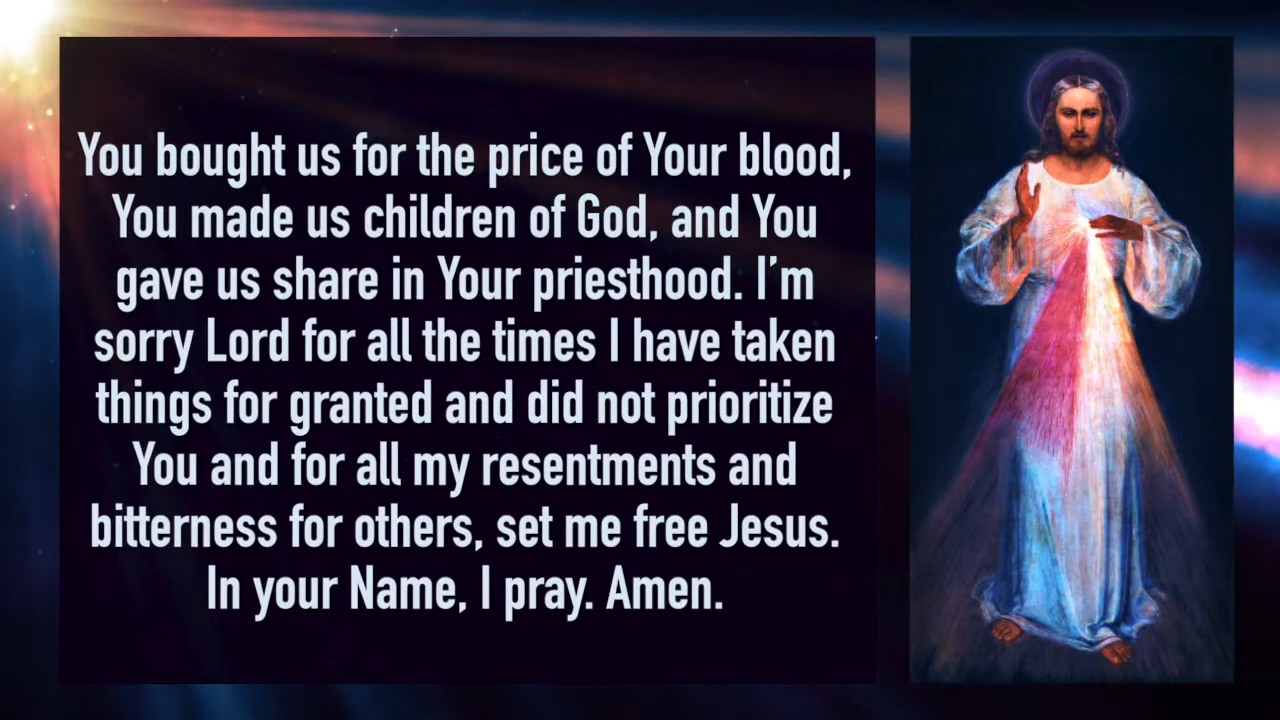 You bought us for the price of Your blood,
You made us children of God, and You
gave us share in Your priesthood. I'm
sorry Lord for all the times I have taken
things for granted and did not prioritize
You and for all my resentments and
bitterness for others, set me free Jesus.
In your Name, I pray. Amen.